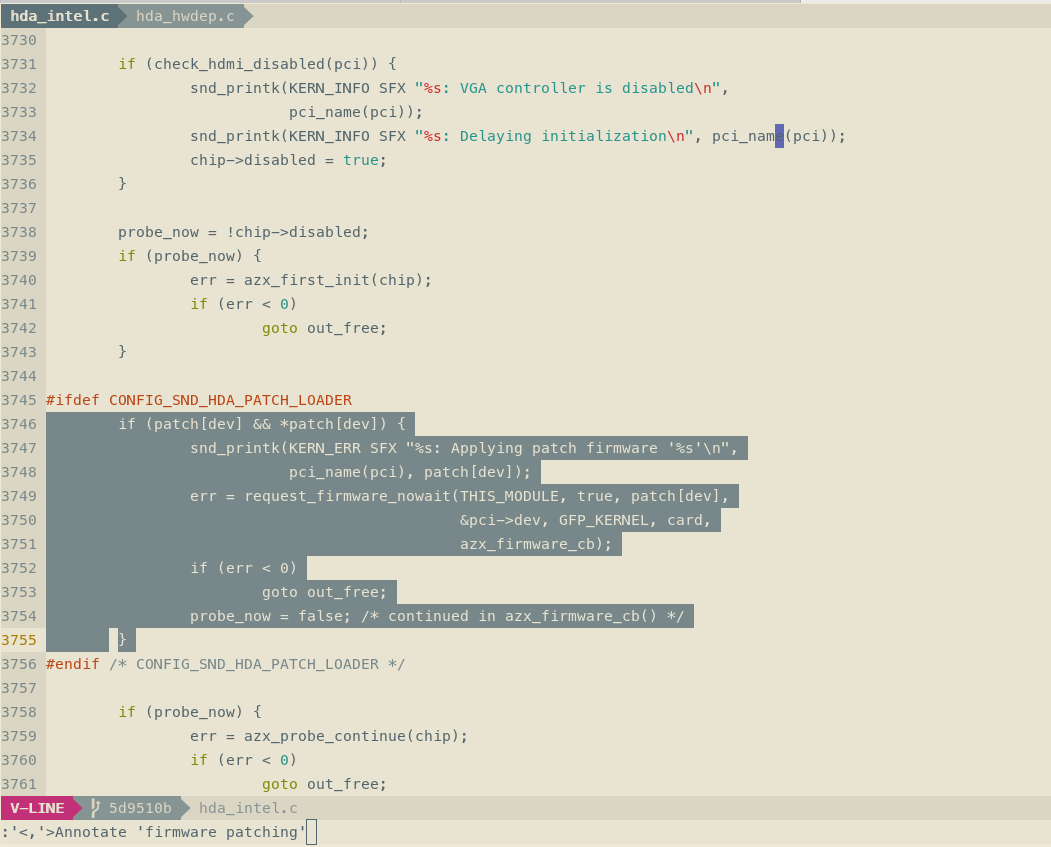 hda_intel.c hda_hwdep.c
3730
3731         if (check_hdmi_disabled(pci)) {
3732                 snd_printk(KERN_INFO SFX "%s: VGA controller is disabled\n",
3733                            pci_name(pci));
3734                 snd_printk(KERN_INFO SFX "%s: Delaying initialization\n", pci_name(pci));
3735                 chip->disabled = true;
3736         }
3737
3738         probe_now = !chip->disabled;
3739         if (probe_now) {
3740                 err = azx_first_init(chip);
3741                 if (err < 0)
3742                         goto out_free;
3743         }
3744
3745 #ifdef CONFIG_SND_HDA_PATCH_LOADER
3746         if (patch[dev] && *patch[dev]) {
3747                 snd_printk(KERN_ERR SFX "%s: Applying patch firmware '%s'\n",
3748                            pci_name(pci), patch[dev]);
3749                 err = request_firmware_nowait(THIS_MODULE, true, patch[dev],
3750                                               &pci->dev, GFP_KERNEL, card,
3751                                               azx_firmware_cb);
3752                 if (err < 0)
3753                         goto out_free;
3754                 probe_now = false; /* continued in azx_firmware_cb() */
3755         }
3756 #endif /* CONFIG_SND_HDA_PATCH_LOADER */
3757
3758         if (probe_now) {
3759                 err = azx_probe_continue(chip);
3760                 if (err < 0)
3761                         goto out_free;
V-LINE 5d9510b hda_intel.c
:'<,'>Annotate 'firmware patching'